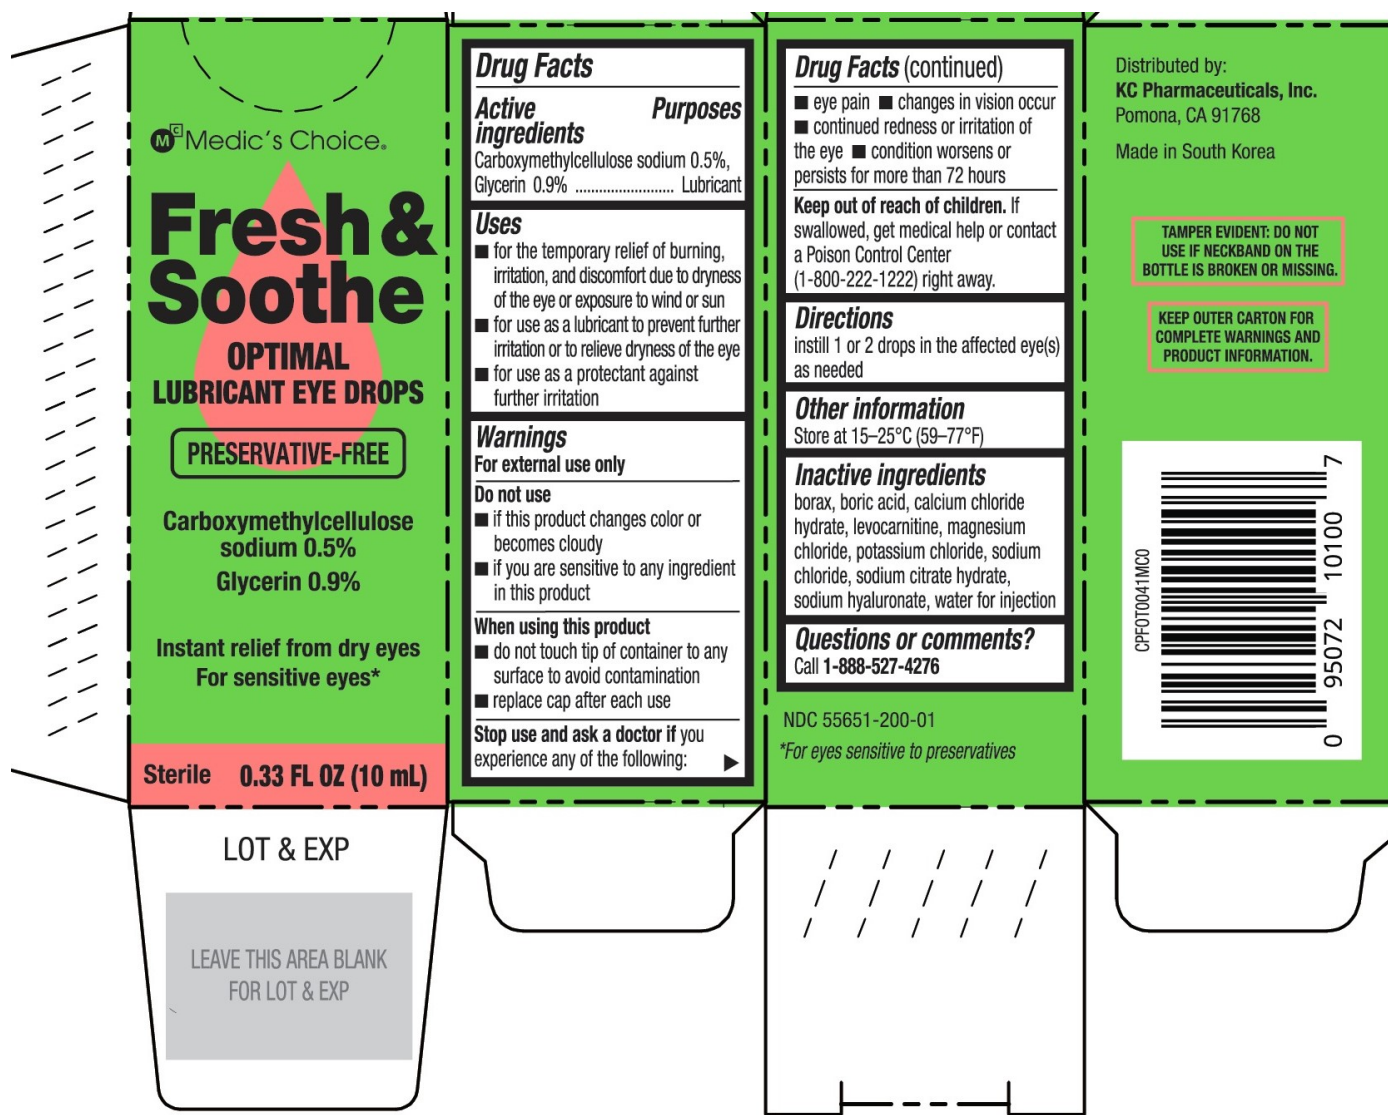 MC Medic's Choice®
Fresh &
Soothe
OPTIMAL
LUBRICANT EYE DROPS
PRESERVATIVE-FREE
Carboxymethylcellulose
sodium 0.5%
Glycerin 0.9%
Instant relief from dry eyes
For sensitive eyes*
Sterile 0.33 FL OZ (10 mL)
LOT & EXP
LEAVE THIS AREA BLANK
FOR LOT & EXP
Drug Facts
Active Purposes
ingredients
Carboxymethylcellulose sodium 0.5%,
Glycerin 0.9% ......................... Lubricant
Uses
■ for the temporary relief of burning,
irritation, and discomfort due to dryness
of the eye or exposure to wind or sun
■ for use as a lubricant to prevent further
irritation or to relieve dryness of the eye
■ for use as a protectant against
further irritation
Warnings
For external use only
Do not use
■ if this product changes color or
becomes cloudy
■ if you are sensitive to any ingredient
in this product
When using this product
■ do not touch tip of container to any
surface to avoid contamination
■ replace cap after each use
Stop use and ask a doctor if you
experience any of the following: ▶
Drug Facts (continued)
■ eye pain ■ changes in vision occur
■ continued redness or irritation of
the eye ■ condition worsens or
persists for more than 72 hours
Keep out of reach of children. If
swallowed, get medical help or contact
a Poison Control Center
(1-800-222-1222) right away.
Directions
instill 1 or 2 drops in the affected eye(s)
as needed
Other information
Store at 15–25°C (59–77°F)
Inactive ingredients
borax, boric acid, calcium chloride
hydrate, levocarnitine, magnesium
chloride, potassium chloride, sodium
chloride, sodium citrate hydrate,
sodium hyaluronate, water for injection
Questions or comments?
Call 1-888-527-4276
NDC 55651-200-01
*For eyes sensitive to preservatives
Distributed by:
KC Pharmaceuticals, Inc.
Pomona, CA 91768
Made in South Korea
TAMPER EVIDENT: DO NOT
USE IF NECKBAND ON THE
BOTTLE IS BROKEN OR MISSING.
KEEP OUTER CARTON FOR
COMPLETE WARNINGS AND
PRODUCT INFORMATION.
CPFOT0041MC0
0 95072 10100 7